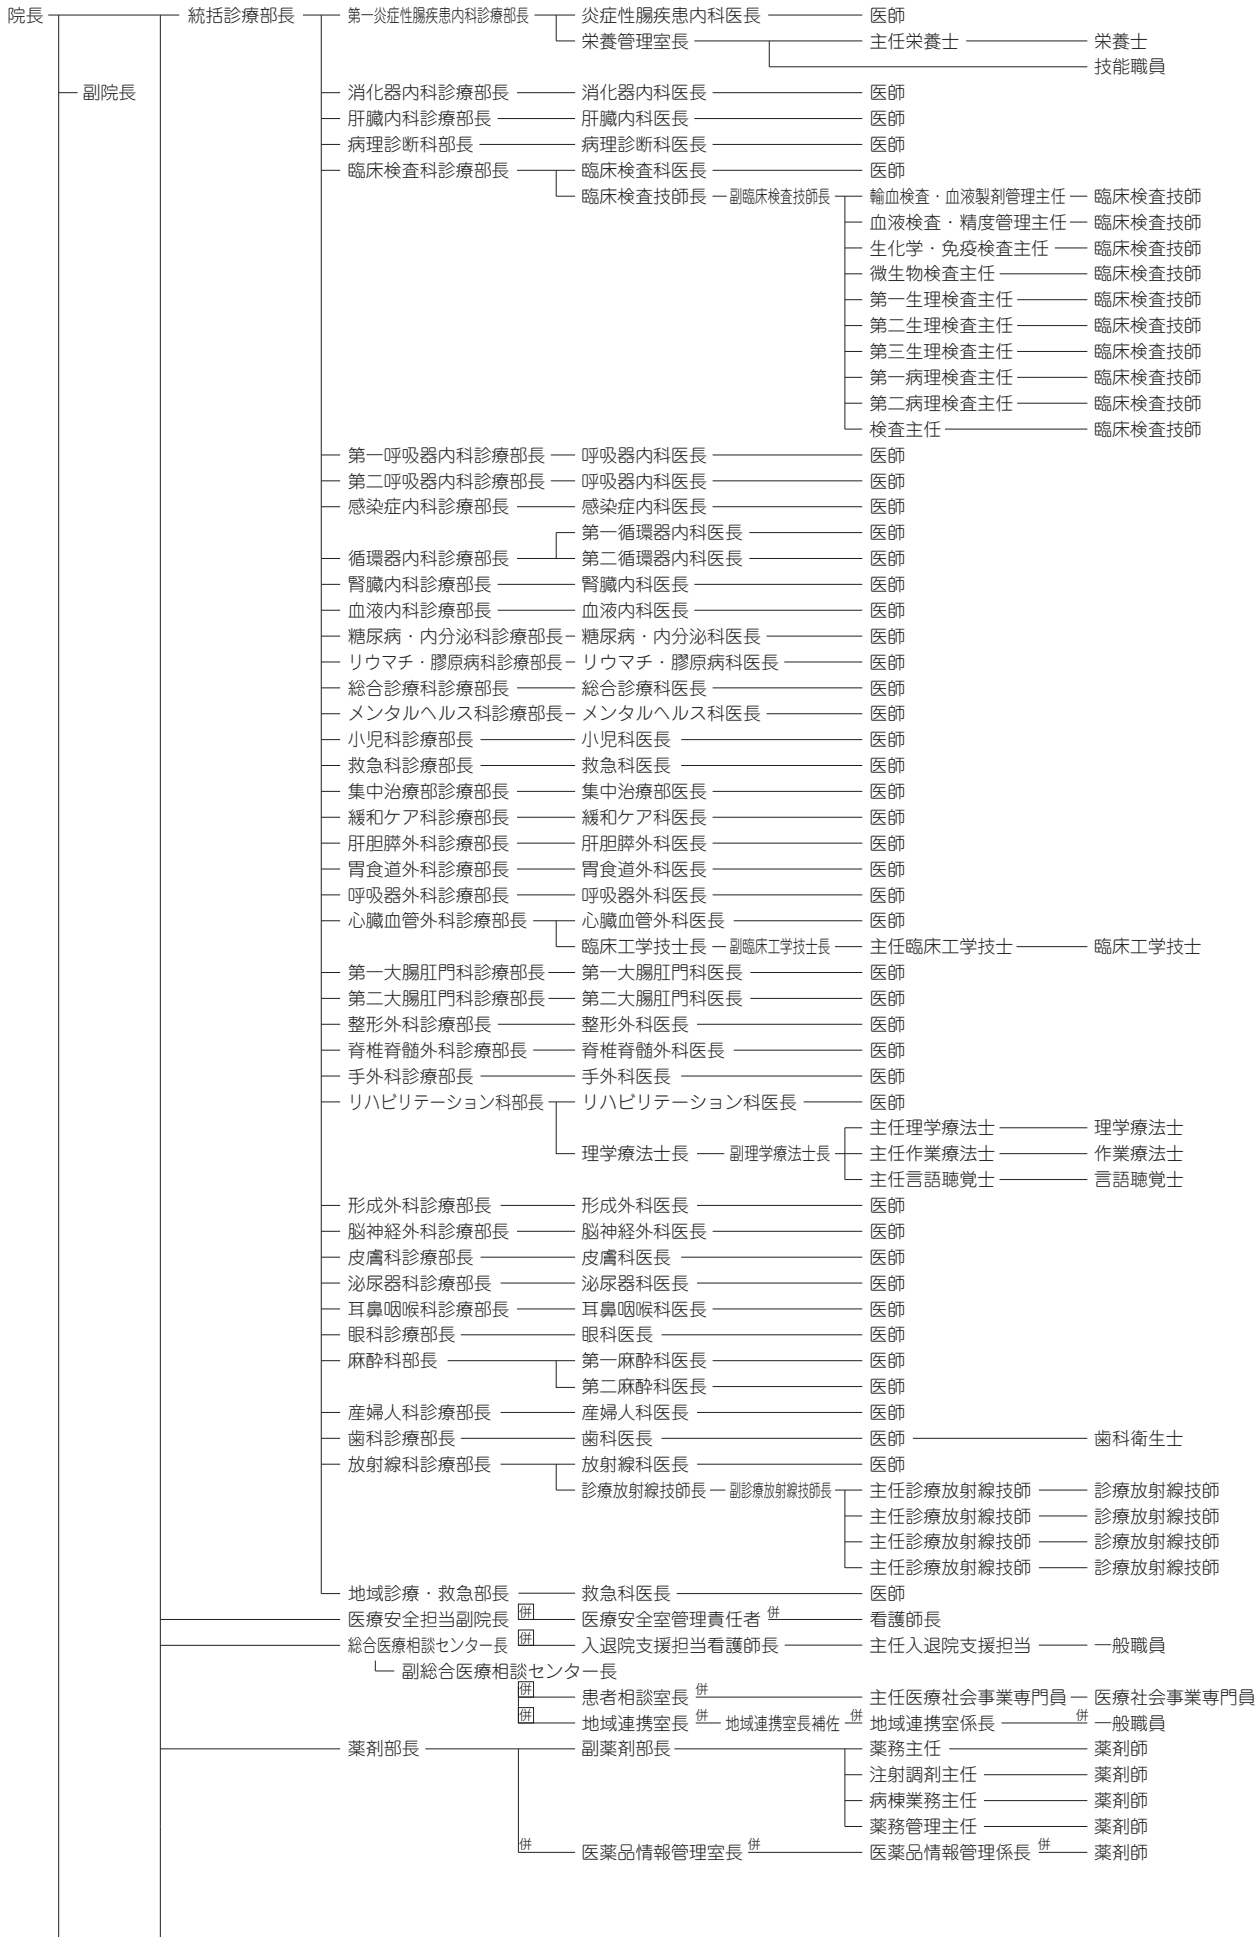 院長 統括診療部長 第一炎症性腸疾患内科診療部長 炎症性腸疾患内科医長 医師
栄養管理室長 主任栄養士 栄養士
技能職員
副院長 消化器内科診療部長 消化器内科医長 医師
肝臓内科診療部長 肝臓内科医長 医師
病理診断科部長 病理診断科医長 医師
臨床検査科診療部長 臨床検査科医長 医師
臨床検査技師長 副臨床検査技師長 輸血検査・血液製剤管理主任 臨床検査技師
血液検査・精度管理主任 臨床検査技師
生化学・免疫検査主任 臨床検査技師
微生物検査主任 臨床検査技師
第一生理検査主任 臨床検査技師
第二生理検査主任 臨床検査技師
第三生理検査主任 臨床検査技師
第一病理検査主任 臨床検査技師
第二病理検査主任 臨床検査技師
検査主任 臨床検査技師
第一呼吸器内科診療部長 呼吸器内科医長 医師
第二呼吸器内科診療部長 呼吸器内科医長 医師
感染症内科診療部長 感染症内科医長 医師
第一循環器内科医長 医師
循環器内科診療部長 第二循環器内科医長 医師
腎臓内科診療部長 腎臓内科医長 医師
血液内科診療部長 血液内科医長 医師
糖尿病・内分泌科診療部長 糖尿病・内分泌科医長 医師
リウマチ・膠原病科診療部長 リウマチ・膠原病科医長 医師
総合診療科診療部長 総合診療科医長 医師
メンタルヘルス科診療部長 メンタルヘルス科医長 医師
小児科診療部長 小児科医長 医師
救急科診療部長 救急科医長 医師
集中治療部診療部長 集中治療部医長 医師
緩和ケア科診療部長 緩和ケア科医長 医師
肝胆膵外科診療部長 肝胆膵外科医長 医師
胃食道外科診療部長 胃食道外科医長 医師
呼吸器外科診療部長 呼吸器外科医長 医師
心臓血管外科診療部長 心臓血管外科医長 医師
臨床工学技士長 副臨床工学技士長 主任臨床工学技士 臨床工学技士
第一大腸肛門科診療部長 第一大腸肛門科医長 医師
第二大腸肛門科診療部長 第二大腸肛門科医長 医師
整形外科診療部長 整形外科医長 医師
脊椎脊髄外科診療部長 脊椎脊髄外科医長 医師
手外科診療部長 手外科医長 医師
リハビリテーション科部長 リハビリテーション科医長 医師
主任理学療法士 理学療法士
理学療法士長 副理学療法士長 主任作業療法士 作業療法士
主任言語聴覚士 言語聴覚士
形成外科診療部長 形成外科医長 医師
脳神経外科診療部長 脳神経外科医長 医師
皮膚科診療部長 皮膚科医長 医師
泌尿器科診療部長 泌尿器科医長 医師
耳鼻咽喉科診療部長 耳鼻咽喉科医長 医師
眼科診療部長 眼科医長 医師
麻酔科部長 第一麻酔科医長 医師
第二麻酔科医長 医師
産婦人科診療部長 産婦人科医長 医師
歯科診療部長 歯科医長 医師 歯科衛生士
放射線科診療部長 放射線科医長 医師
診療放射線技師長 副診療放射線技師長 主任診療放射線技師 診療放射線技師
主任診療放射線技師 診療放射線技師
主任診療放射線技師 診療放射線技師
主任診療放射線技師 診療放射線技師
地域診療・救急部長 救急科医長 医師
医療安全担当副院長 併 医療安全室管理責任者 併 看護師長
総合医療相談センター長 併 入退院支援担当看護師長 主任入退院支援担当 一般職員
副総合医療相談センター長
併 患者相談室長 併 主任医療社会事業専門員 医療社会事業専門員
併 地域連携室長 併 地域連携室長補佐 併 地域連携室係長 併 一般職員
薬剤部長 副薬剤部長 薬務主任 薬剤師
注射調剤主任 薬剤師
病棟業務主任 薬剤師
薬務管理主任 薬剤師
併 医薬品情報管理室長 併 医薬品情報管理係長 併 薬剤師